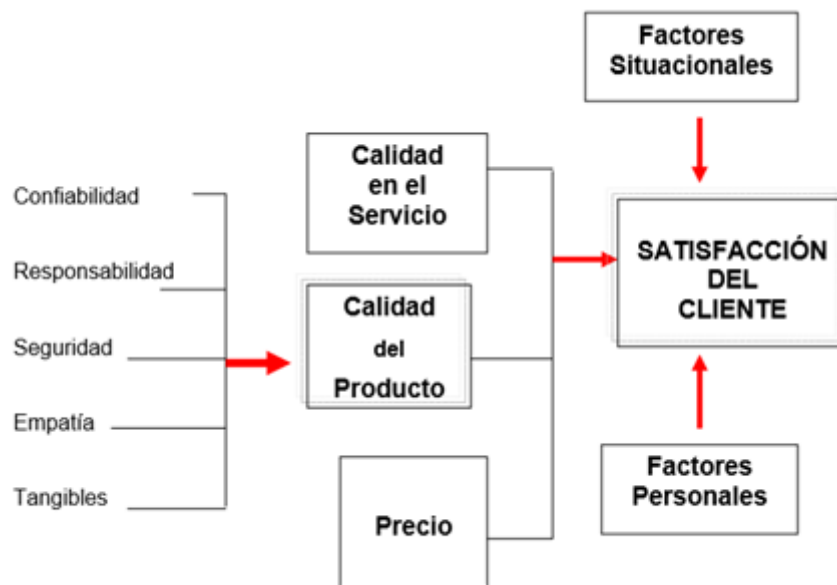 Factores
Situacionales
Calidad
en el
Servicio
Confiabilidad
Responsabilidad
Seguridad
Empatía
Tangibles
Calidad
del
Producto
Precio
SATISFACCIÓN
DEL
CLIENTE
Factores
Personales